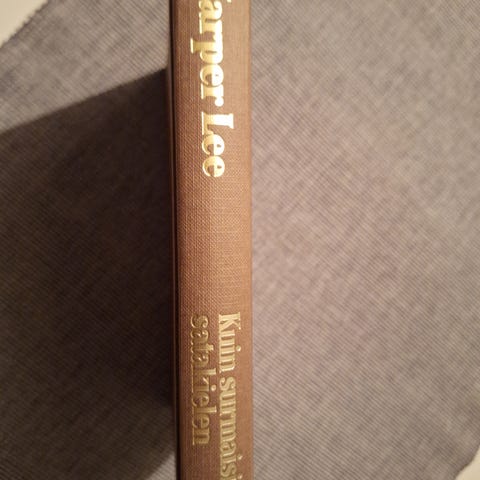 arper Lee
Kuin surmaisi
satakielen